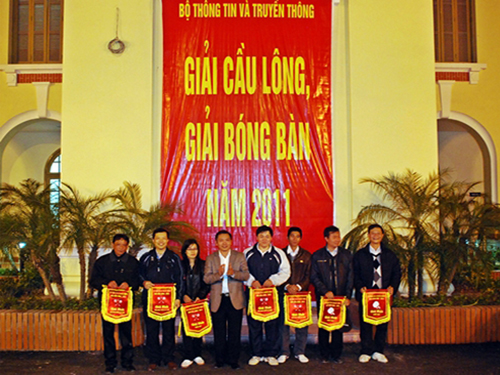 BỘ THÔNG TIN VÀ TRUYỀN THÔNG
GIẢI CẦU LÔNG,
GIẢI BÓNG BÀN
NĂM 2011